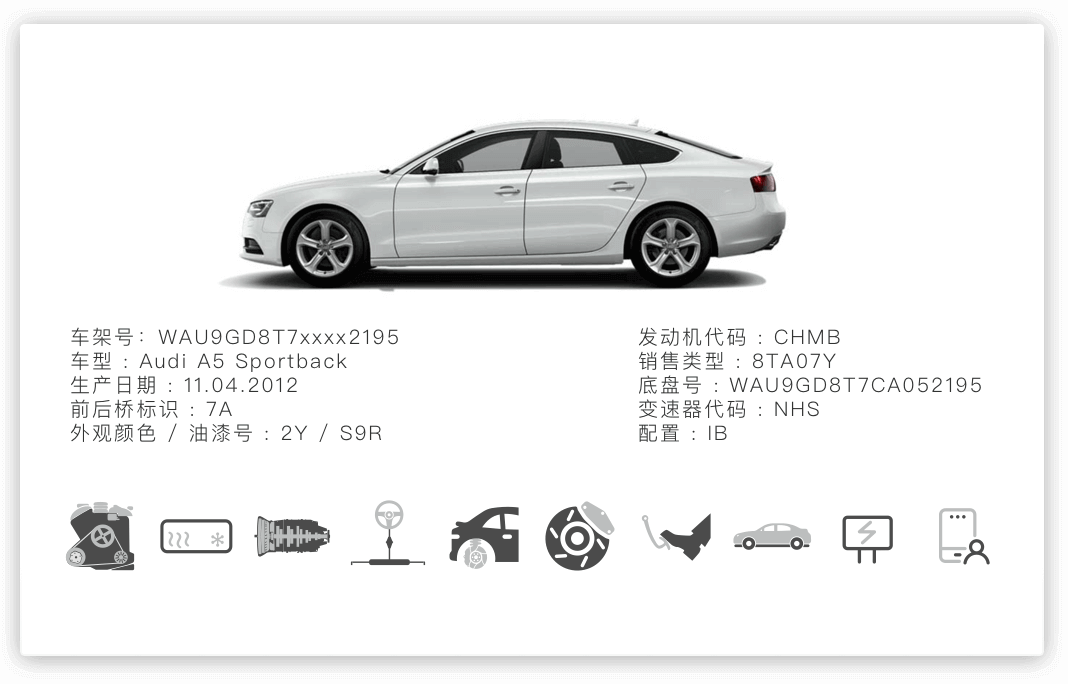 车架号：WAU9GD8T7xxxx2195
车型：Audi A5 Sportback
生产日期：11.04.2012
前后桥标识：7A
外观颜色 / 油漆号：2Y / S9R
发动机代码：CHMB
销售类型：8TA07Y
底盘号：WAU9GD8T7CA052195
变速器代码：NHS
配置：IB